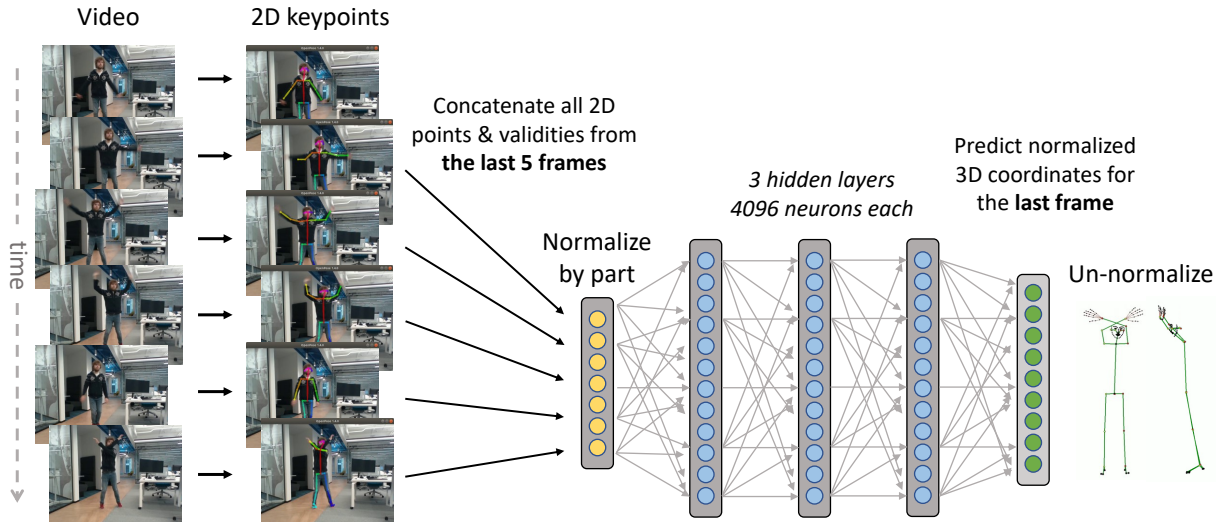 Video
2D keypoints
time
Concatenate all 2D
points & validities from
the last 5 frames
Normalize
by part
3 hidden layers
4096 neurons each
Predict normalized
3D coordinates for
the last frame
Un-normalize